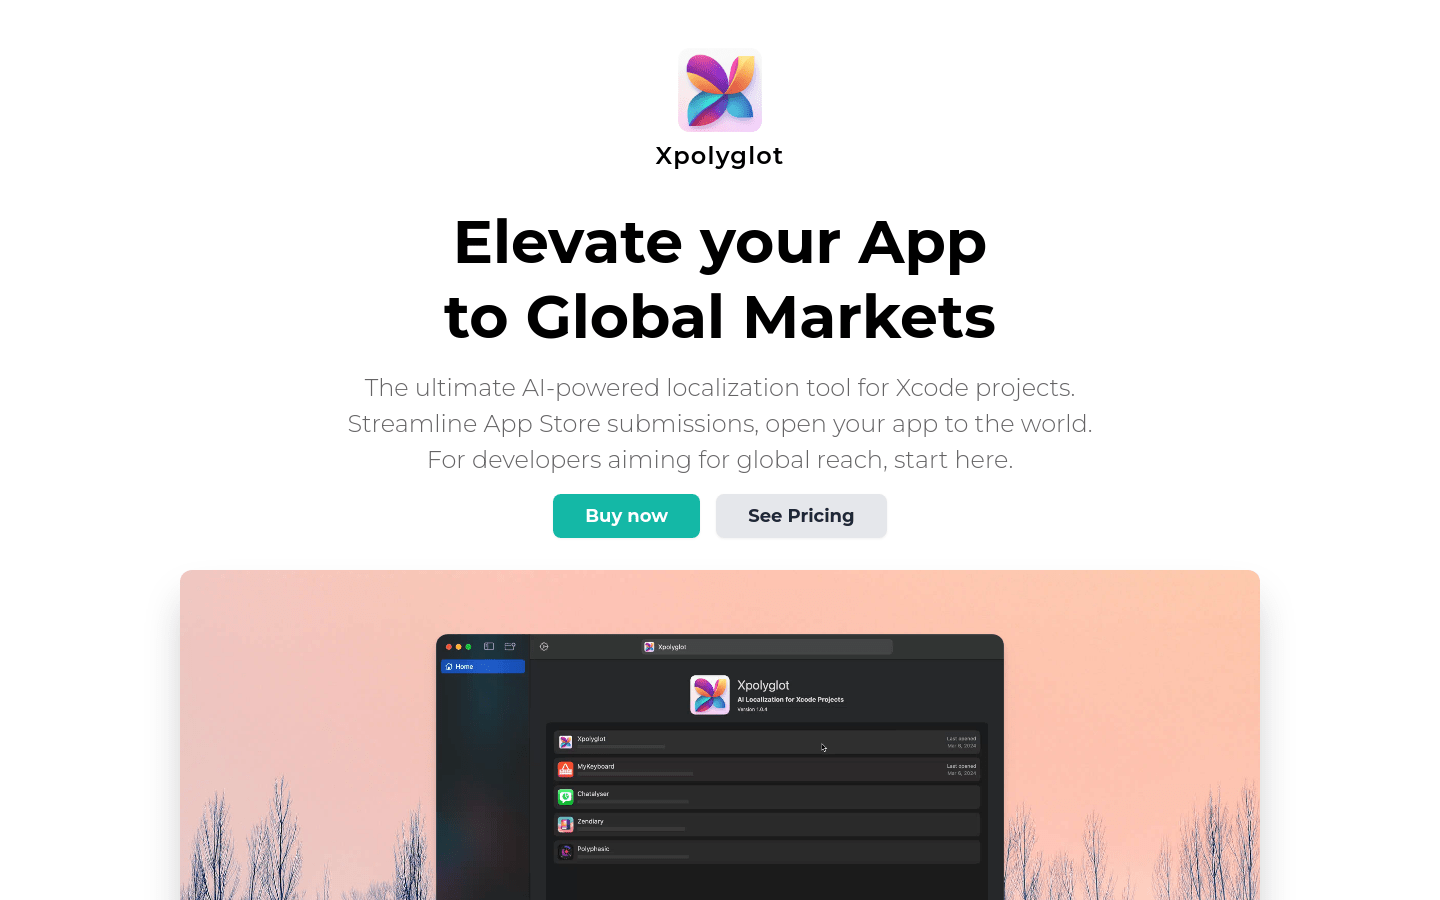 Xpolyglot
Elevate your App
to Global Markets
The ultimate AI-powered localization tool for Xcode projects.
Streamline App Store submissions, open your app to the world.
For developers aiming for global reach, start here.
Buy now
See Pricing
Xpolyglot
Home
Xpolyglot
AI Localization for Xcode Projects
Version 1.0.4
Xpolyglot
Last opened
Mar 8, 2024
MyKeyboard
Last opened
Mar 8, 2024
Chatalyser
Zendiary
Polyphasic